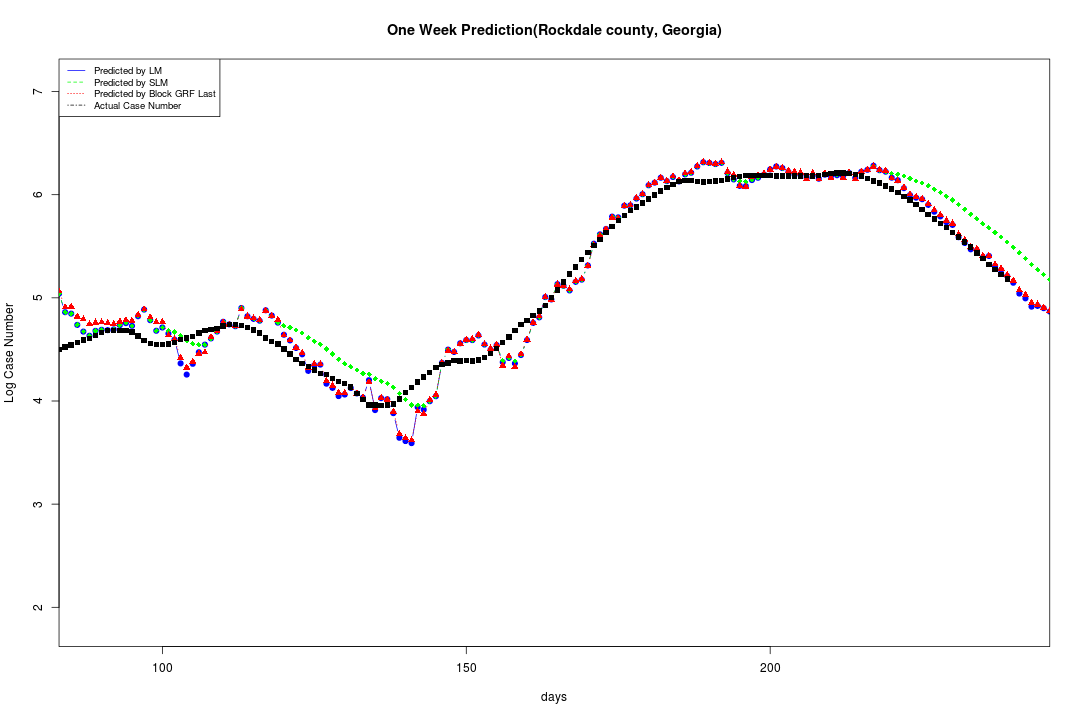 One Week Prediction(Rockdale county, Georgia)
Predicted by LM
Predicted by SLM
Predicted by Block GRF Last
Actual Case Number
7
6
5
4
3
2
Log Case Number
100
150
200
days